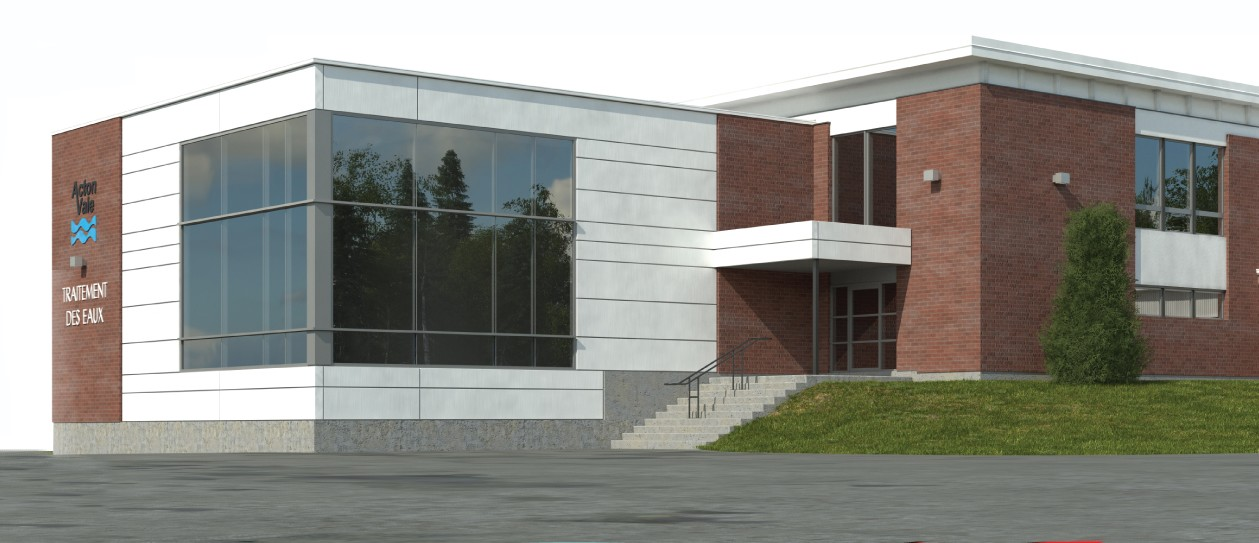 Acton
Vale
TRAITEMENT
DES EAUX